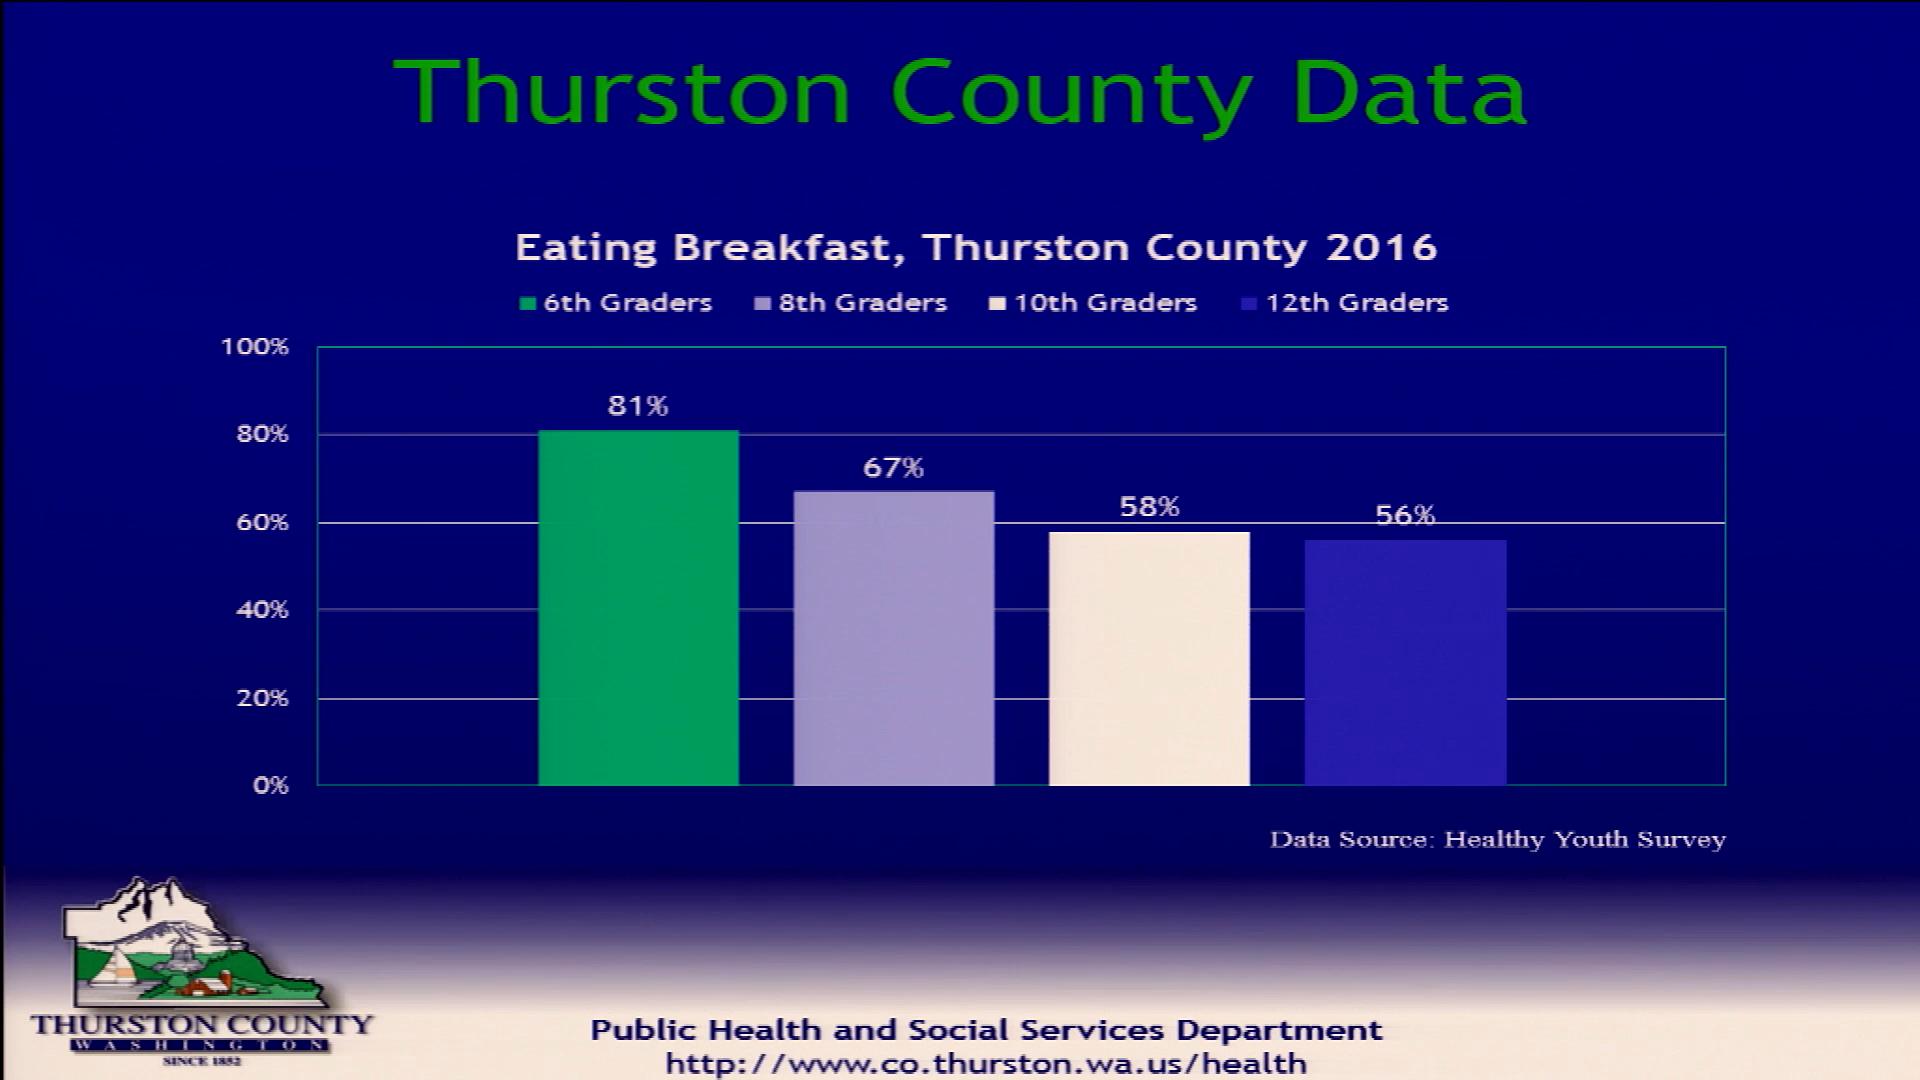 Thurston County Data
Eating Breakfast, Thurston County 2016
6th Graders 8th Graders 10th Graders 12th Graders
100%
81%
80%
67%
58%
56%
60%
40%
20%
0%
Data Source: Healthy Youth Survey
THURSTON COUNTY
WASHINGTON
SINCE 1852
Public Health and Social Services Department
http://www.co.thurston.wa.us/health